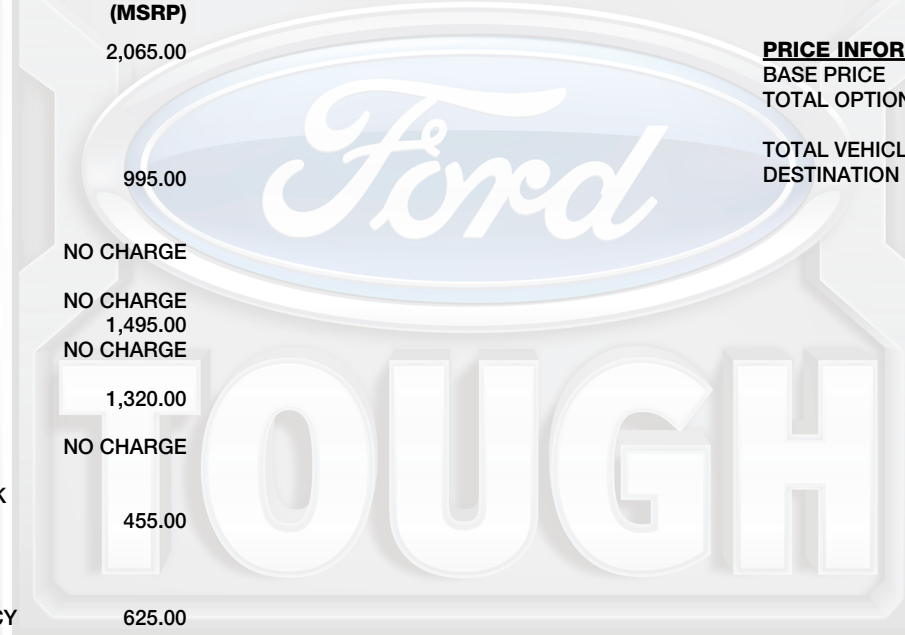 (MSRP)
2,065.00
PRICE INFOR
BASE PRICE
TOTAL OPTION
TOTAL VEHICL
DESTINATION
995.00
NO CHARGE
NO CHARGE
1,495.00
NO CHARGE
1,320.00
NO CHARGE
K
455.00
CY 625.00
Ford
TOUGH